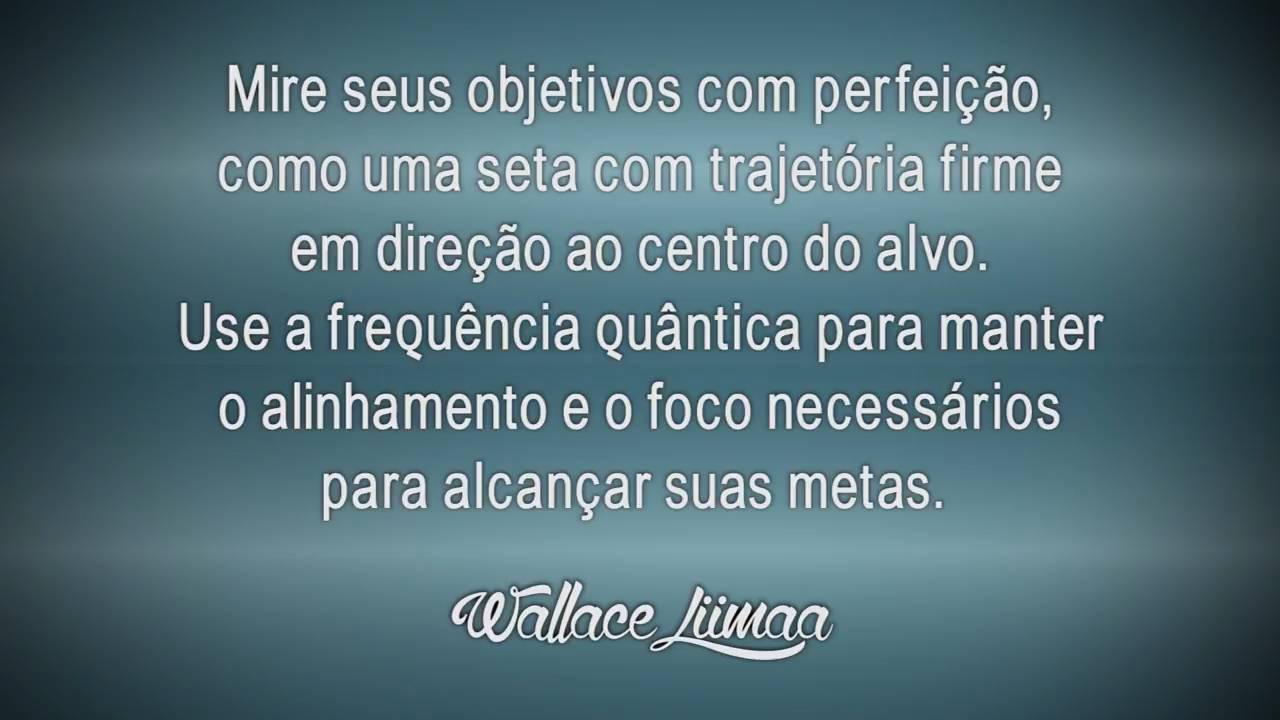 Mire seus objetivos com perfeição,
como uma seta com trajetória firme
em direção ao centro do alvo.
Use a frequência quântica para manter
o alinhamento e o foco necessários
para alcançar suas metas.
Wallace Liimaa